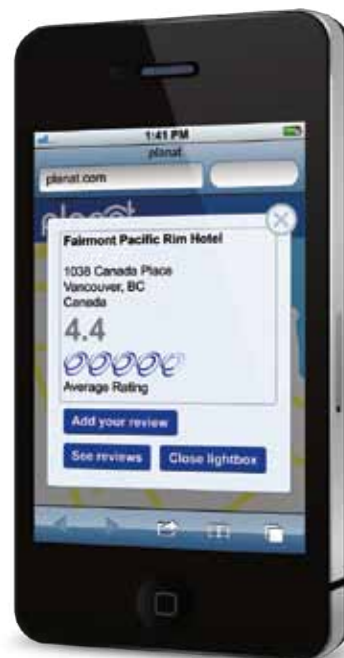 1:41 PM
planat
planat.com
planat
Fairmont Pacific Rim Hotel
1038 Canada Place
Vancouver, BC
Canada
4.4
Average Rating
Add your review
See reviews
Close lightbox